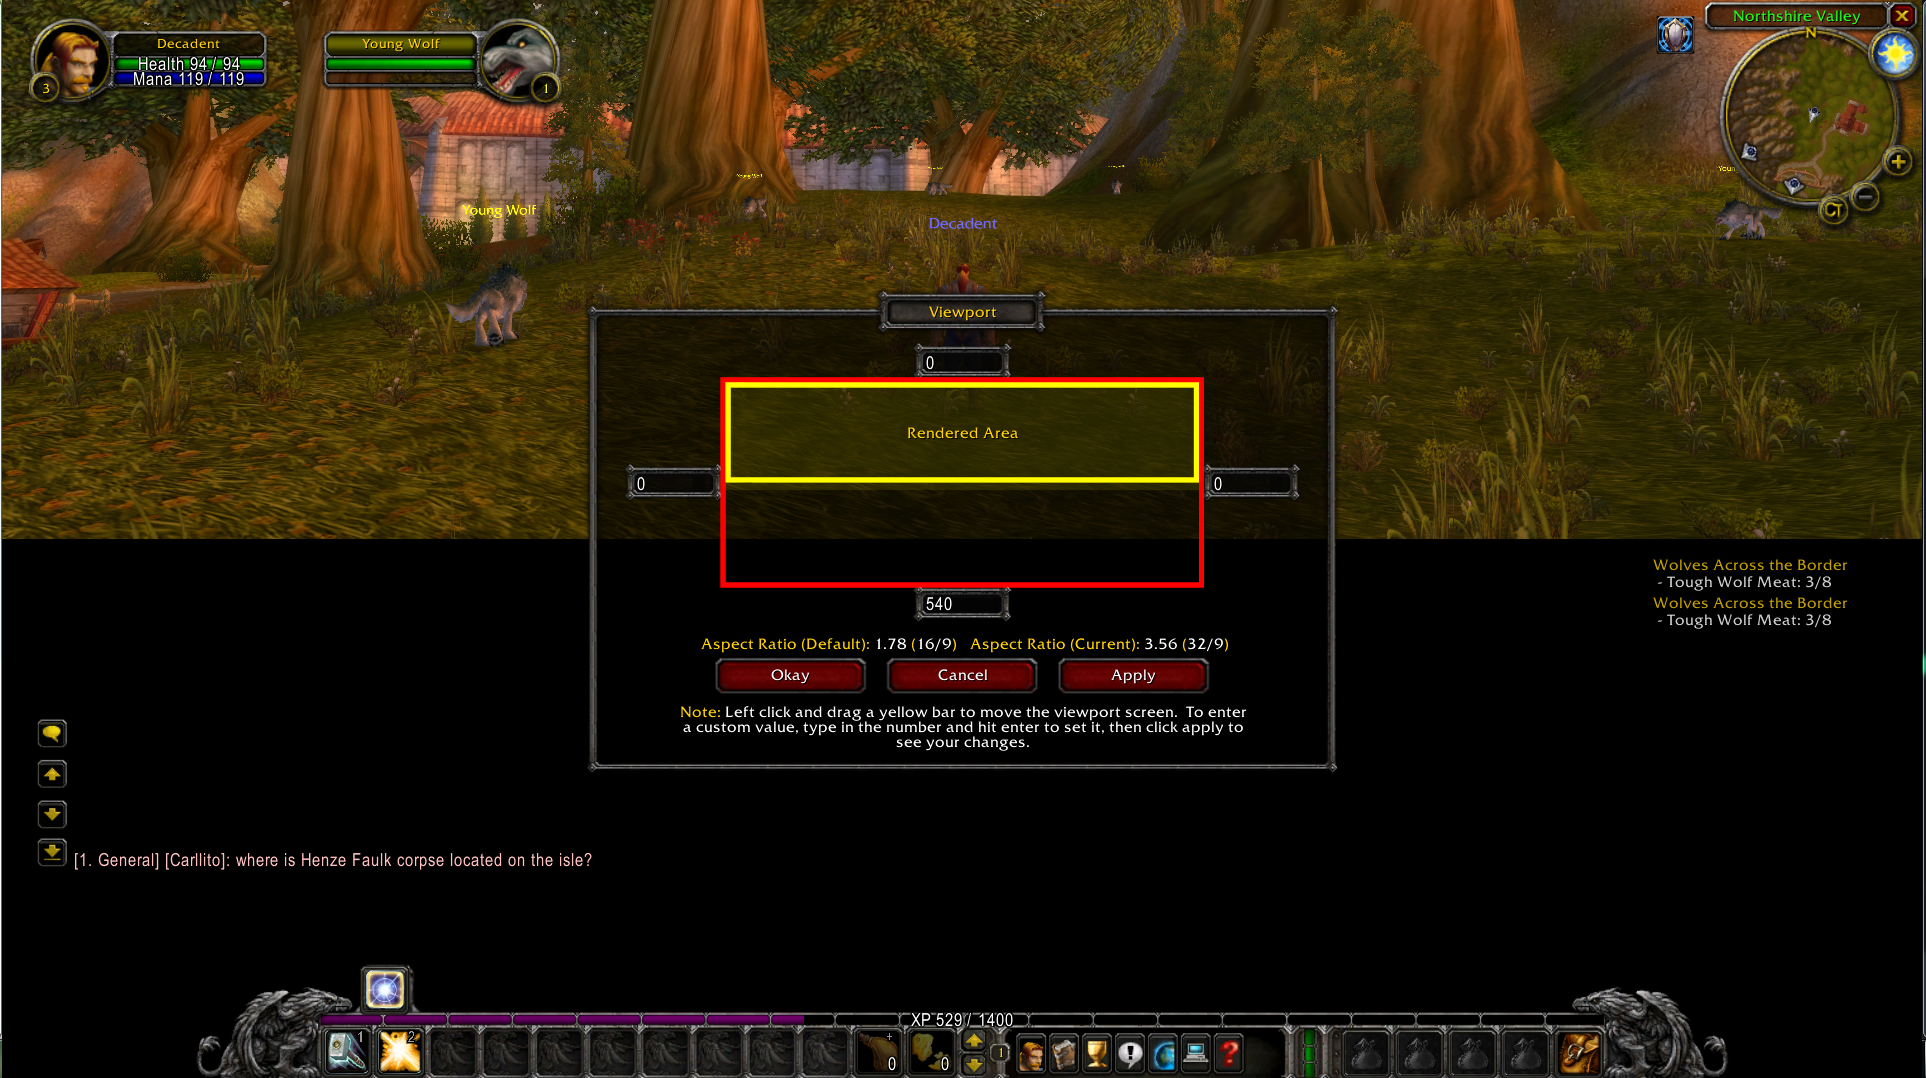 Northshire Valley
N
Decadent
Health 94 / 94
Mana 119 / 119
3
Young Wolf
1
Young Wolf
Young Wolf
Decadent
CT
Viewport
0
Rendered Area
0
0
540
Aspect Ratio (Default): 1.78 (16/9) Aspect Ratio (Current): 3.56 (32/9)
Okay
Cancel
Apply
Note: Left click and drag a yellow bar to move the viewport screen. To enter
a custom value, type in the number and hit enter to set it, then click apply to
see your changes.
Wolves Across the Border
- Tough Wolf Meat: 3/8
Wolves Across the Border
- Tough Wolf Meat: 3/8
[1. General] [Carllito]: where is Henze Faulk corpse located on the isle?
XP 529 / 1400
1
2
0
0
1